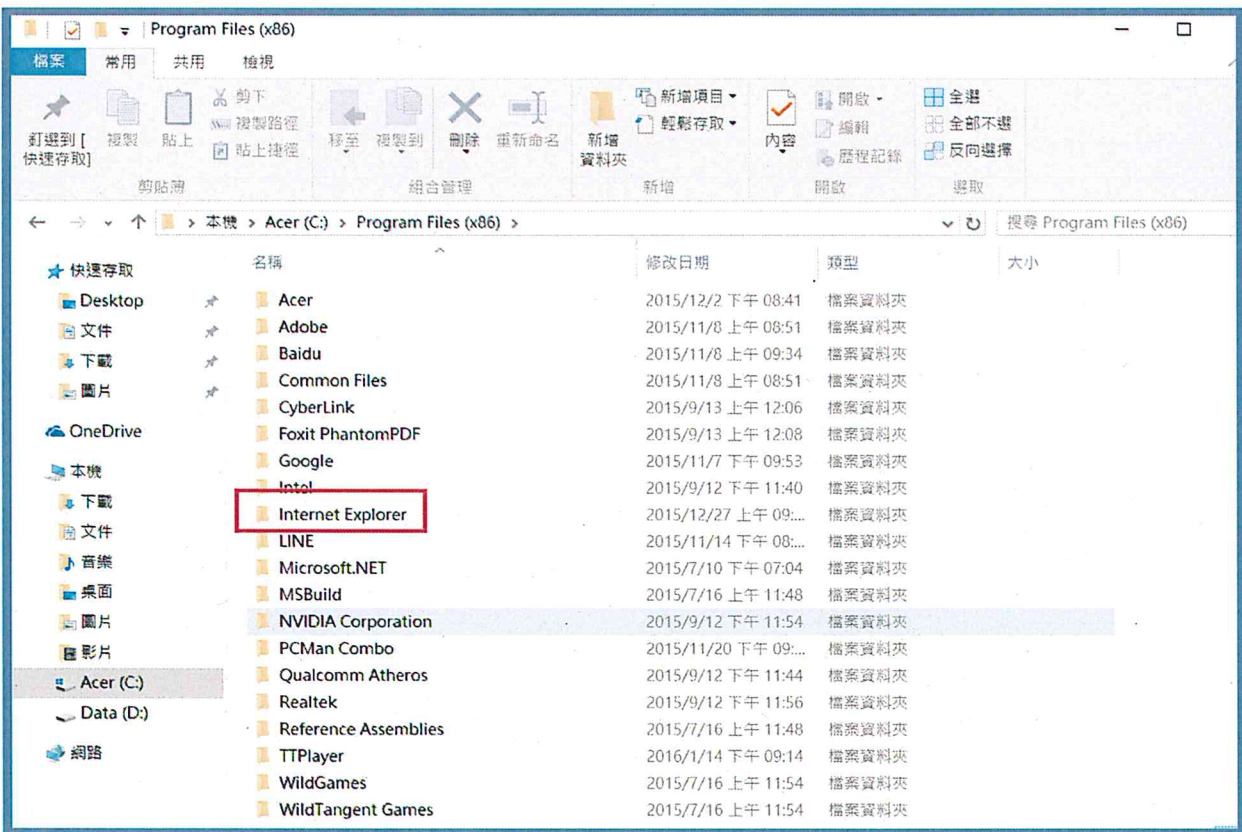 Program Files (x86)
檔案 常用 共用 檢視
釘選到 [快速存取]
複製
貼上
剪下
複製路徑
貼上捷徑
剪貼簿
移至
複製到
刪除
重新命名
組合管理
新增資料夾
新增項目
輕鬆存取
新增
內容
開啟
編輯
歷程記錄
開啟
全選
全部不選
反向選擇
選取
本機 > Acer (C:) > Program Files (x86) >
搜尋 Program Files (x86)
快速存取
Desktop
文件
下載
圖片
OneDrive
本機
下載
文件
音樂
桌面
圖片
影片
Acer (C:)
Data (D:)
網路
名稱 修改日期 類型 大小
Acer 2015/12/2 下午 08:41 檔案資料夾
Adobe 2015/11/8 上午 08:51 檔案資料夾
Baidu 2015/11/8 上午 09:34 檔案資料夾
Common Files 2015/11/8 上午 08:51 檔案資料夾
CyberLink 2015/9/13 上午 12:06 檔案資料夾
Foxit PhantomPDF 2015/9/13 上午 12:08 檔案資料夾
Google 2015/11/7 下午 09:53 檔案資料夾
Intel 2015/9/12 下午 11:40 檔案資料夾
Internet Explorer 2015/12/27 上午 09:... 檔案資料夾
LINE 2015/11/14 下午 08:... 檔案資料夾
Microsoft.NET 2015/7/10 下午 07:04 檔案資料夾
MSBuild 2015/7/16 上午 11:48 檔案資料夾
NVIDIA Corporation 2015/9/12 下午 11:54 檔案資料夾
PCMan Combo 2015/11/20 下午 09:... 檔案資料夾
Qualcomm Atheros 2015/9/12 下午 11:44 檔案資料夾
Realtek 2015/9/12 下午 11:56 檔案資料夾
Reference Assemblies 2015/7/16 上午 11:48 檔案資料夾
TTPlayer 2016/1/14 下午 09:14 檔案資料夾
WildGames 2015/7/16 上午 11:54 檔案資料夾
WildTangent Games 2015/7/16 上午 11:54 檔案資料夾